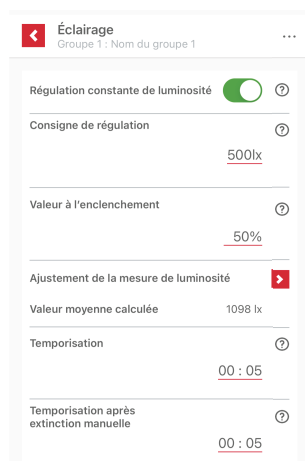 Éclairage
Groupe 1 : Nom du groupe 1
...
Régulation constante de luminosité ?
Consigne de régulation ?
500lx
Valeur à l'enclenchement ?
50%
Ajustement de la mesure de luminosité
Valeur moyenne calculée 1098 lx
Temporisation ?
00 : 05
Temporisation après
extinction manuelle ?
00 : 05